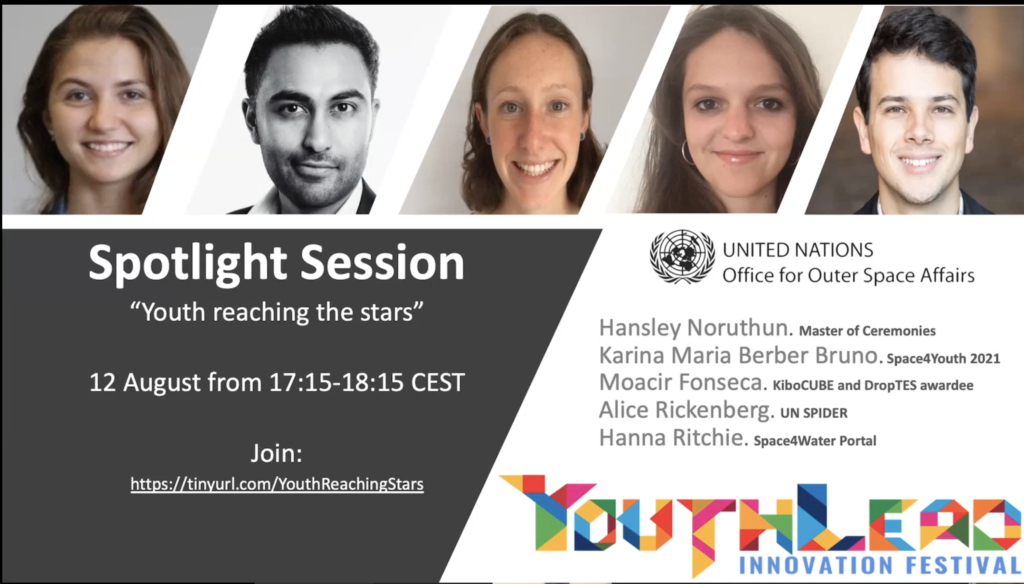 Spotlight Session
“Youth reaching the stars”
12 August from 17:15-18:15 CEST
Join:
https://tinyurl.com/YouthReachingStars
UNITED NATIONS
Office for Outer Space Affairs
Hansley Noruthun. Master of Ceremonies
Karina Maria Berber Bruno. Space4Youth 2021
Moacir Fonseca. KiboCUBE and DropTES awardee
Alice Rickenberg. UN SPIDER
Hanna Ritchie. Space4Water Portal
YOUTHLEAD
INNOVATION FESTIVAL